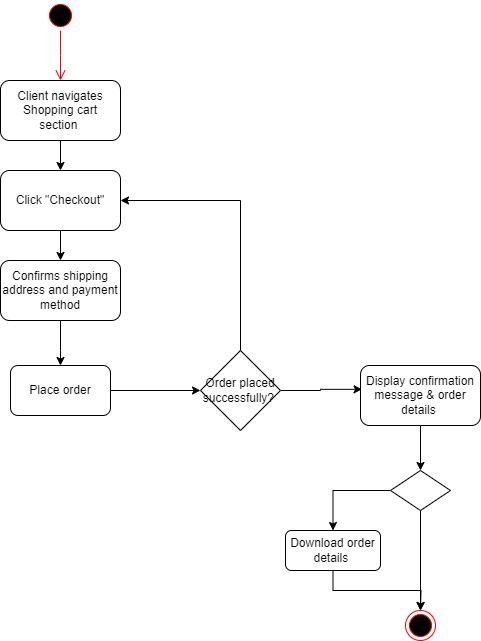 Client navigates
Shopping cart
section
Click "Checkout"
Confirms shipping
address and payment
method
Place order
Order placed
successfully?
Display confirmation
message & order
details
Download order
details